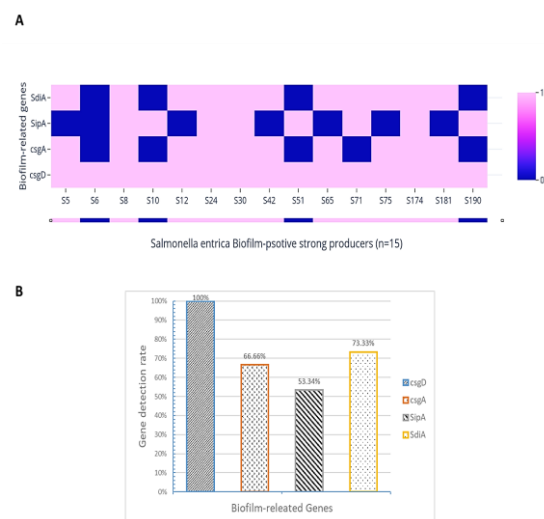 A
Biofilm-related genes
SdiA
SipA
csgA
csgD
1
0
S5 S6 S8 S10 S12 S24 S30 S42 S51 S65 S71 S75 S174 S181 S190
Salmonella entrica Biofilm-psotive strong producers (n=15)
B
Gene detection rate
100%
90%
80%
70%
60%
50%
40%
30%
20%
10%
0%
100%
66.66%
53.34%
73.33%
csgD
csgA
SipA
SdiA
Biofilm-releated Genes